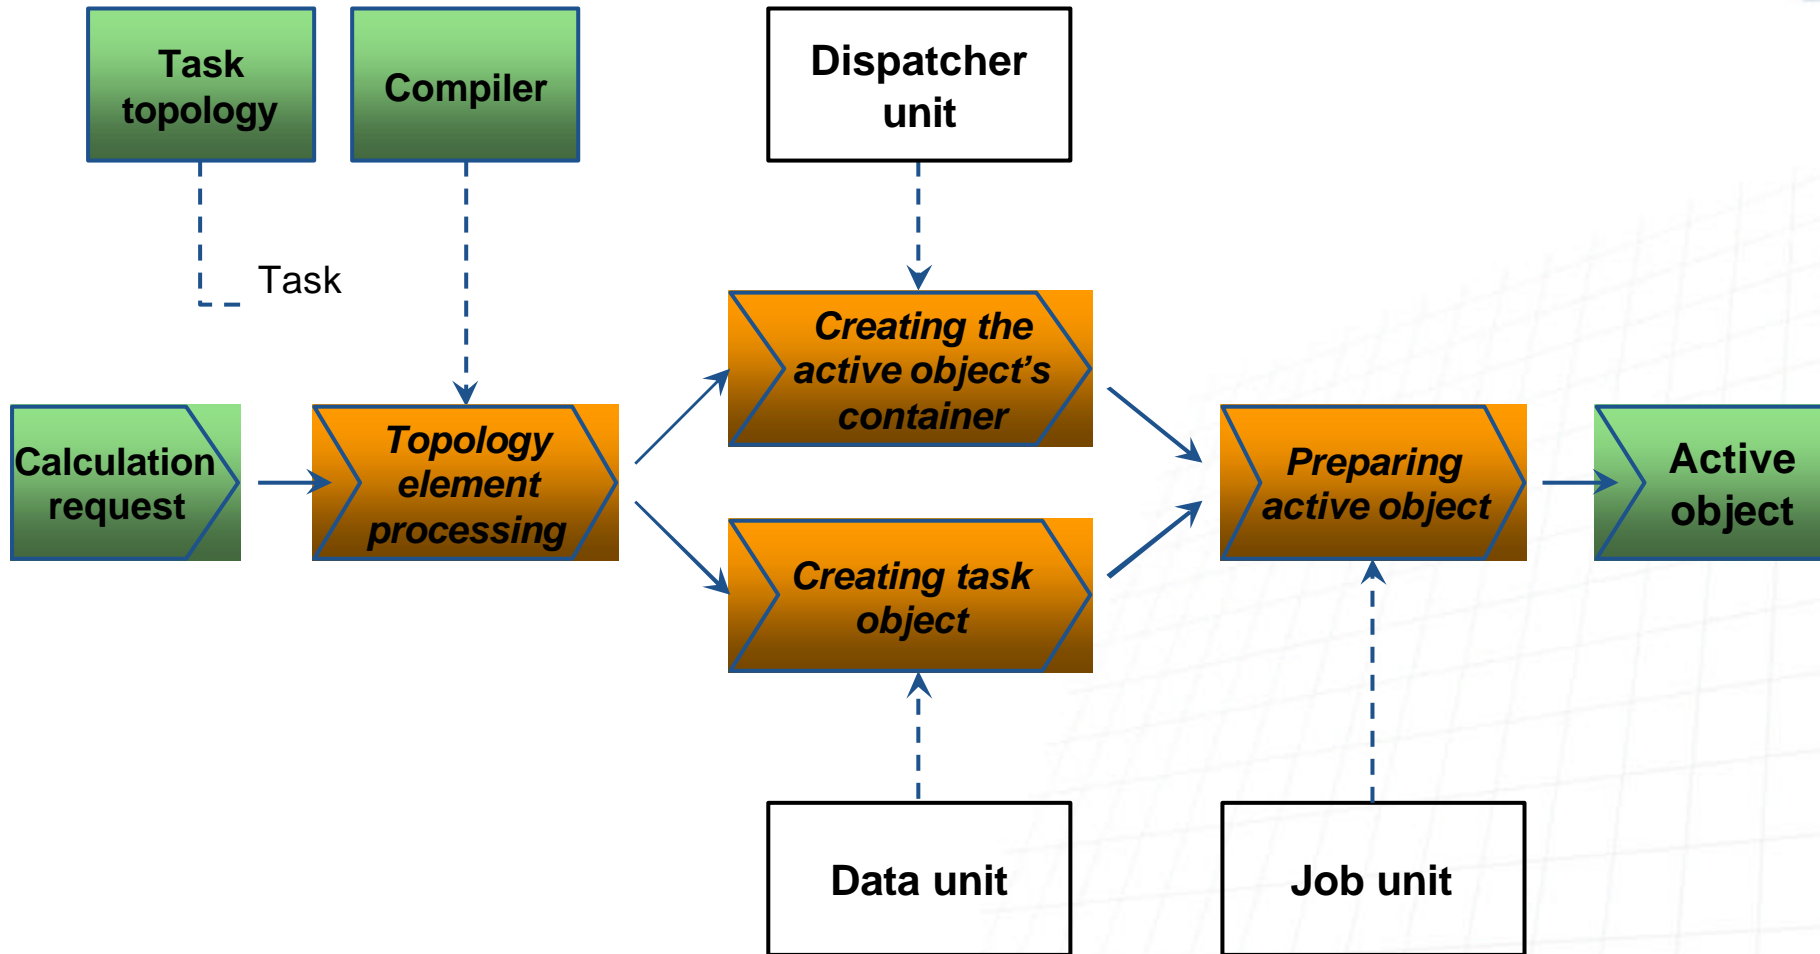 Task
topology
Compiler
Dispatcher
unit
Task
Creating the
active object’s
container
Calculation
request
Topology
element
processing
Preparing
active object
Active
object
Creating task
object
Data unit
Job unit